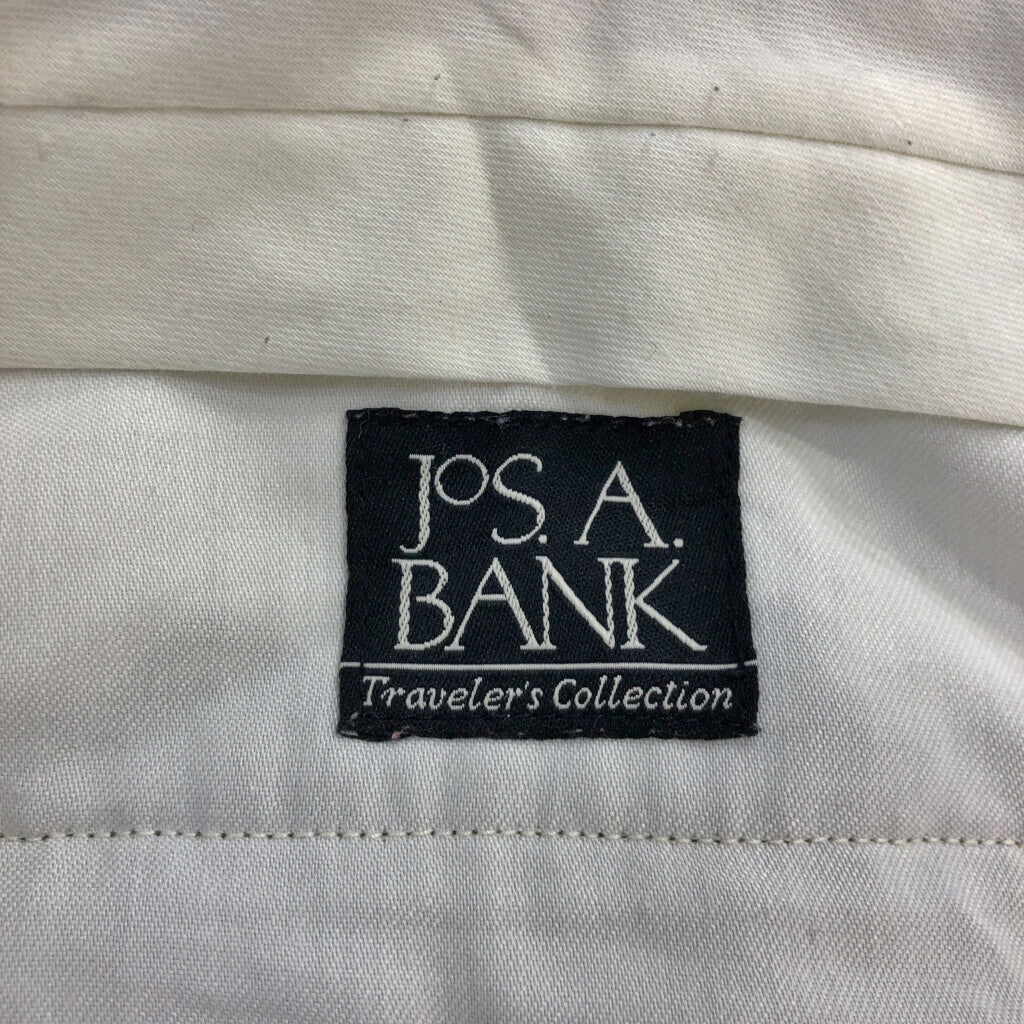 JoS. A.
BANK
Traveler's Collection